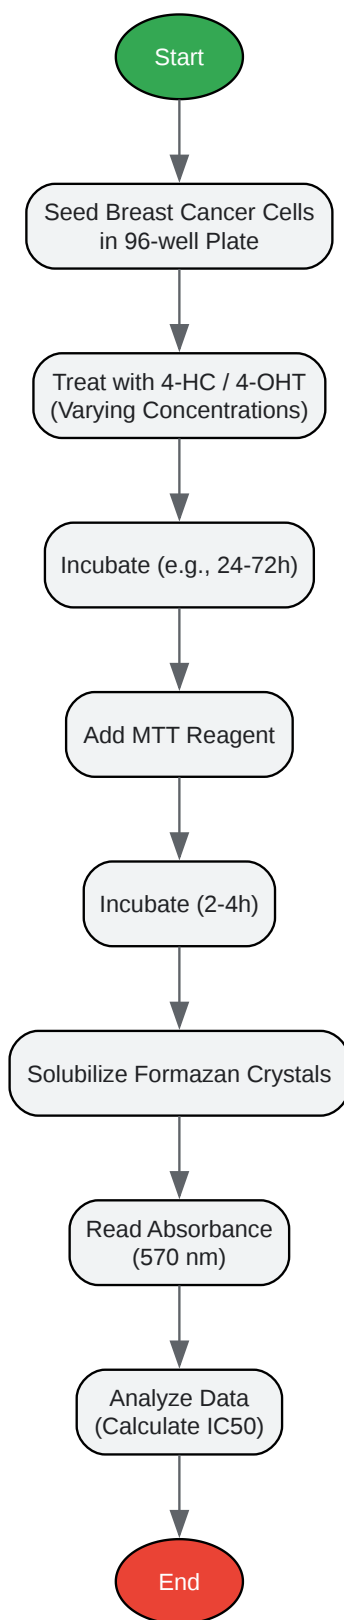 Start
Seed Breast Cancer Cells
in 96-well Plate
Treat with 4-HC / 4-OHT
(Varying Concentrations)
Incubate (e.g., 24-72h)
Add MTT Reagent
Incubate (2-4h)
Solubilize Formazan Crystals
Read Absorbance
(570 nm)
Analyze Data
(Calculate IC50)
End